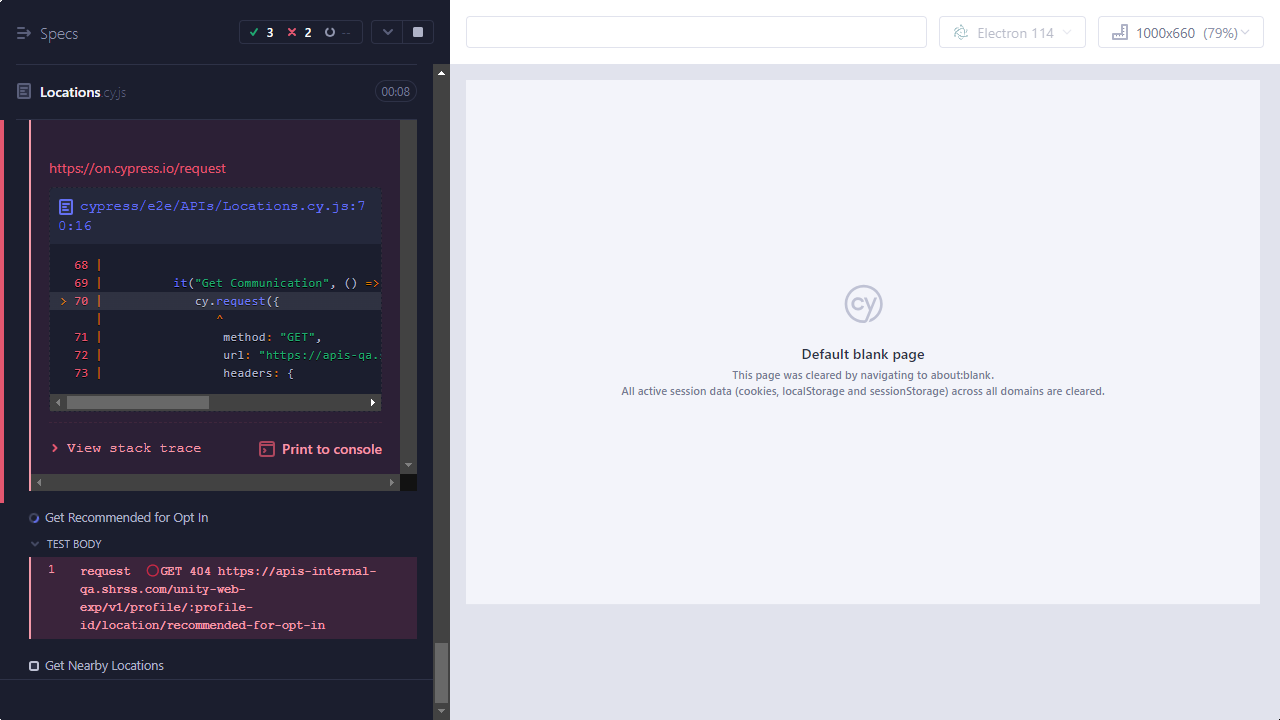 Specs
3
2
--
Electron 114
1000x660 (79%)
Locations.cy.js
00:08
https://on.cypress.io/request
cypress/e2e/APIs/Locations.cy.js:7
0:16
68 |
69 | it("Get Communication", () =>
> 70 | cy.request({
| ^
71 | method: "GET",
72 | url: "https://apis-qa.
73 | headers: {
View stack trace
Print to console
Get Recommended for Opt In
TEST BODY
1 request GET 404 https://apis-internal-
qa.shrss.com/unity-web-
exp/v1/profile/:profile-
id/location/recommended-for-opt-in
Get Nearby Locations
cy
Default blank page
This page was cleared by navigating to about:blank.
All active session data (cookies, localStorage and sessionStorage) across all domains are cleared.